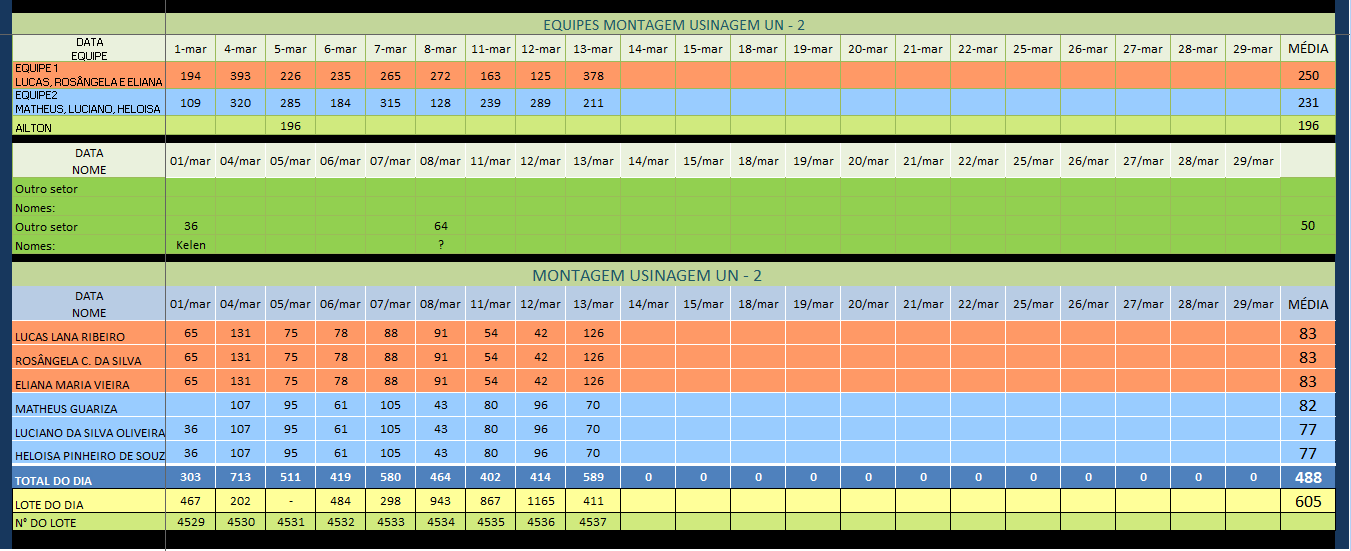 EQUIPES MONTAGEM USINAGEM UN - 2
DATA
EQUIPE 1-mar 4-mar 5-mar 6-mar 7-mar 8-mar 11-mar 12-mar 13-mar 14-mar 15-mar 18-mar 19-mar 20-mar 21-mar 22-mar 25-mar 26-mar 27-mar 28-mar 29-mar MÉDIA
EQUIPE 1
LUCAS, ROSÂNGELA E ELIANA 194 393 226 235 265 272 163 125 378 250
EQUIPE2
MATHEUS, LUCIANO, HELOISA 109 320 285 184 315 128 239 289 211 231
AILTON 196 196
DATA
NOME 01/mar 04/mar 05/mar 06/mar 07/mar 08/mar 11/mar 12/mar 13/mar 14/mar 15/mar 18/mar 19/mar 20/mar 21/mar 22/mar 25/mar 26/mar 27/mar 28/mar 29/mar
Outro setor
Nomes:
Outro setor 36 64 50
Nomes: Kelen ?
MONTAGEM USINAGEM UN - 2
DATA
NOME 01/mar 04/mar 05/mar 06/mar 07/mar 08/mar 11/mar 12/mar 13/mar 14/mar 15/mar 18/mar 19/mar 20/mar 21/mar 22/mar 25/mar 26/mar 27/mar 28/mar 29/mar MÉDIA
LUCAS LANA RIBEIRO 65 131 75 78 88 91 54 42 126 83
ROSÂNGELA C. DA SILVA 65 131 75 78 88 91 54 42 126 83
ELIANA MARIA VIEIRA 65 131 75 78 88 91 54 42 126 83
MATHEUS GUARIZA 107 95 61 105 43 80 96 70 82
LUCIANO DA SILVA OLIVEIRA 36 107 95 61 105 43 80 96 70 77
HELOISA PINHEIRO DE SOUZ 36 107 95 61 105 43 80 96 70 77
TOTAL DO DIA 303 713 511 419 580 464 402 414 589 0 0 0 0 0 0 0 0 0 0 0 0 488
LOTE DO DIA 467 202 - 484 298 943 867 1165 411 605
N° DO LOTE 4529 4530 4531 4532 4533 4534 4535 4536 4537